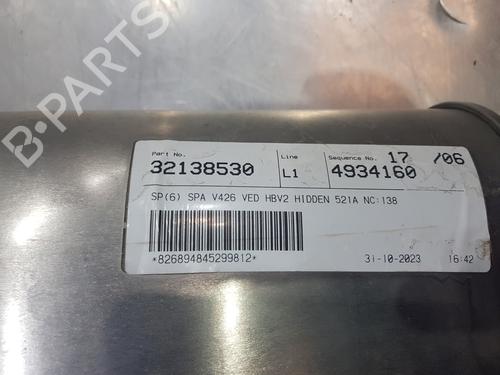 B-PARTS
Part No. Line Sequence No. 17 /06
32138530 L1 4934160
SP(6) SPA V426 VED HBV2 HIDDEN 521A NC:138
*826894845299812*
31-10-2023 16:42